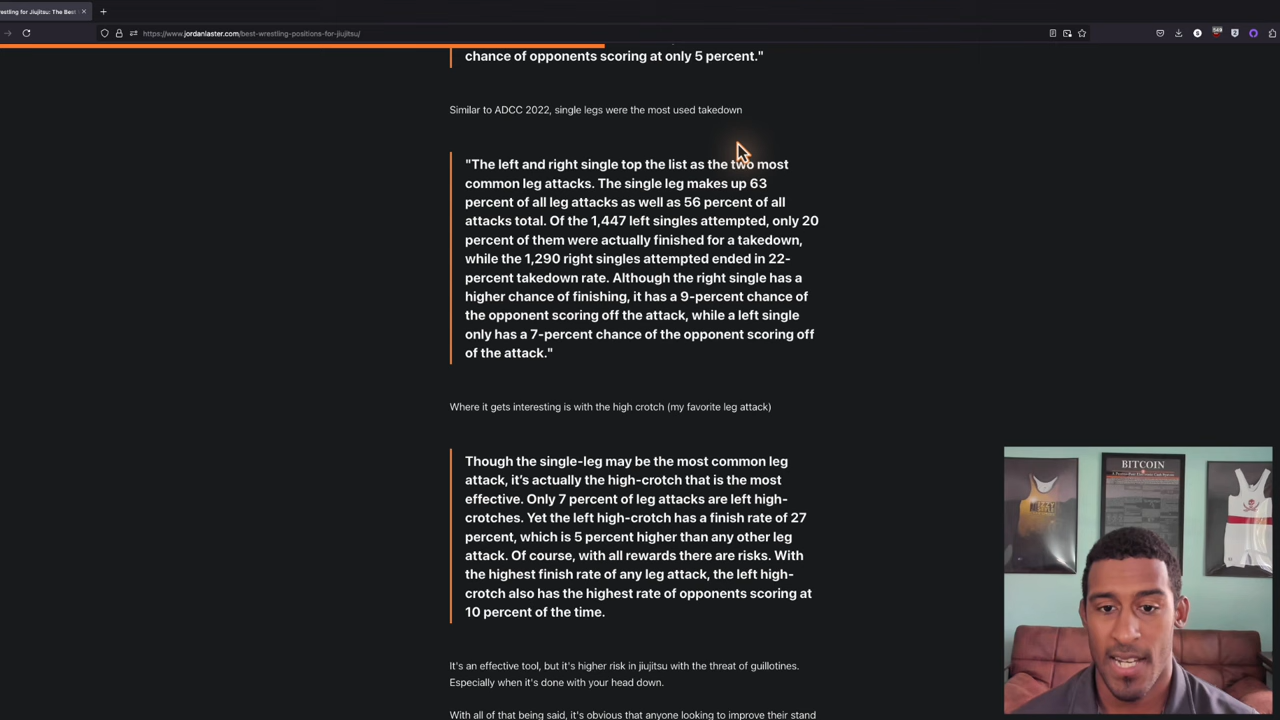 restling for Jiujitsu: The Best
https://www.jordanlaster.com/best-wrestling-positions-for-jiujitsu/
chance of opponents scoring at only 5 percent."
Similar to ADCC 2022, single legs were the most used takedown
"The left and right single top the list as the two most
common leg attacks. The single leg makes up 63
percent of all leg attacks as well as 56 percent of all
attacks total. Of the 1,447 left singles attempted, only 20
percent of them were actually finished for a takedown,
while the 1,290 right singles attempted ended in 22-
percent takedown rate. Although the right single has a
higher chance of finishing, it has a 9-percent chance of
the opponent scoring off the attack, while a left single
only has a 7-percent chance of the opponent scoring off
of the attack."
Where it gets interesting is with the high crotch (my favorite leg attack)
Though the single-leg may be the most common leg
attack, it's actually the high-crotch that is the most
effective. Only 7 percent of leg attacks are left high-
crotches. Yet the left high-crotch has a finish rate of 27
percent, which is 5 percent higher than any other leg
attack. Of course, with all rewards there are risks. With
the highest finish rate of any leg attack, the left high-
crotch also has the highest rate of opponents scoring at
10 percent of the time.
It's an effective tool, but it's higher risk in jiujitsu with the threat of guillotines.
Especially when it's done with your head down.
With all of that being said, it's obvious that anyone looking to improve their stand
BITCOIN